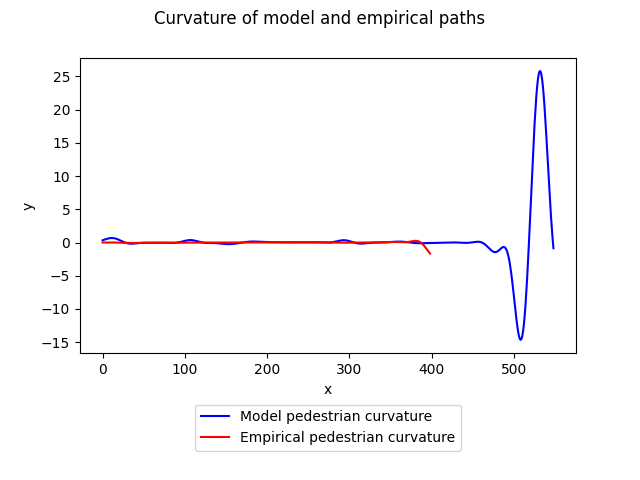 Curvature of model and empirical paths
25
20
15
10
5
0
−5
−10
−15
y
0 100 200 300 400 500
x
Model pedestrian curvature
Empirical pedestrian curvature